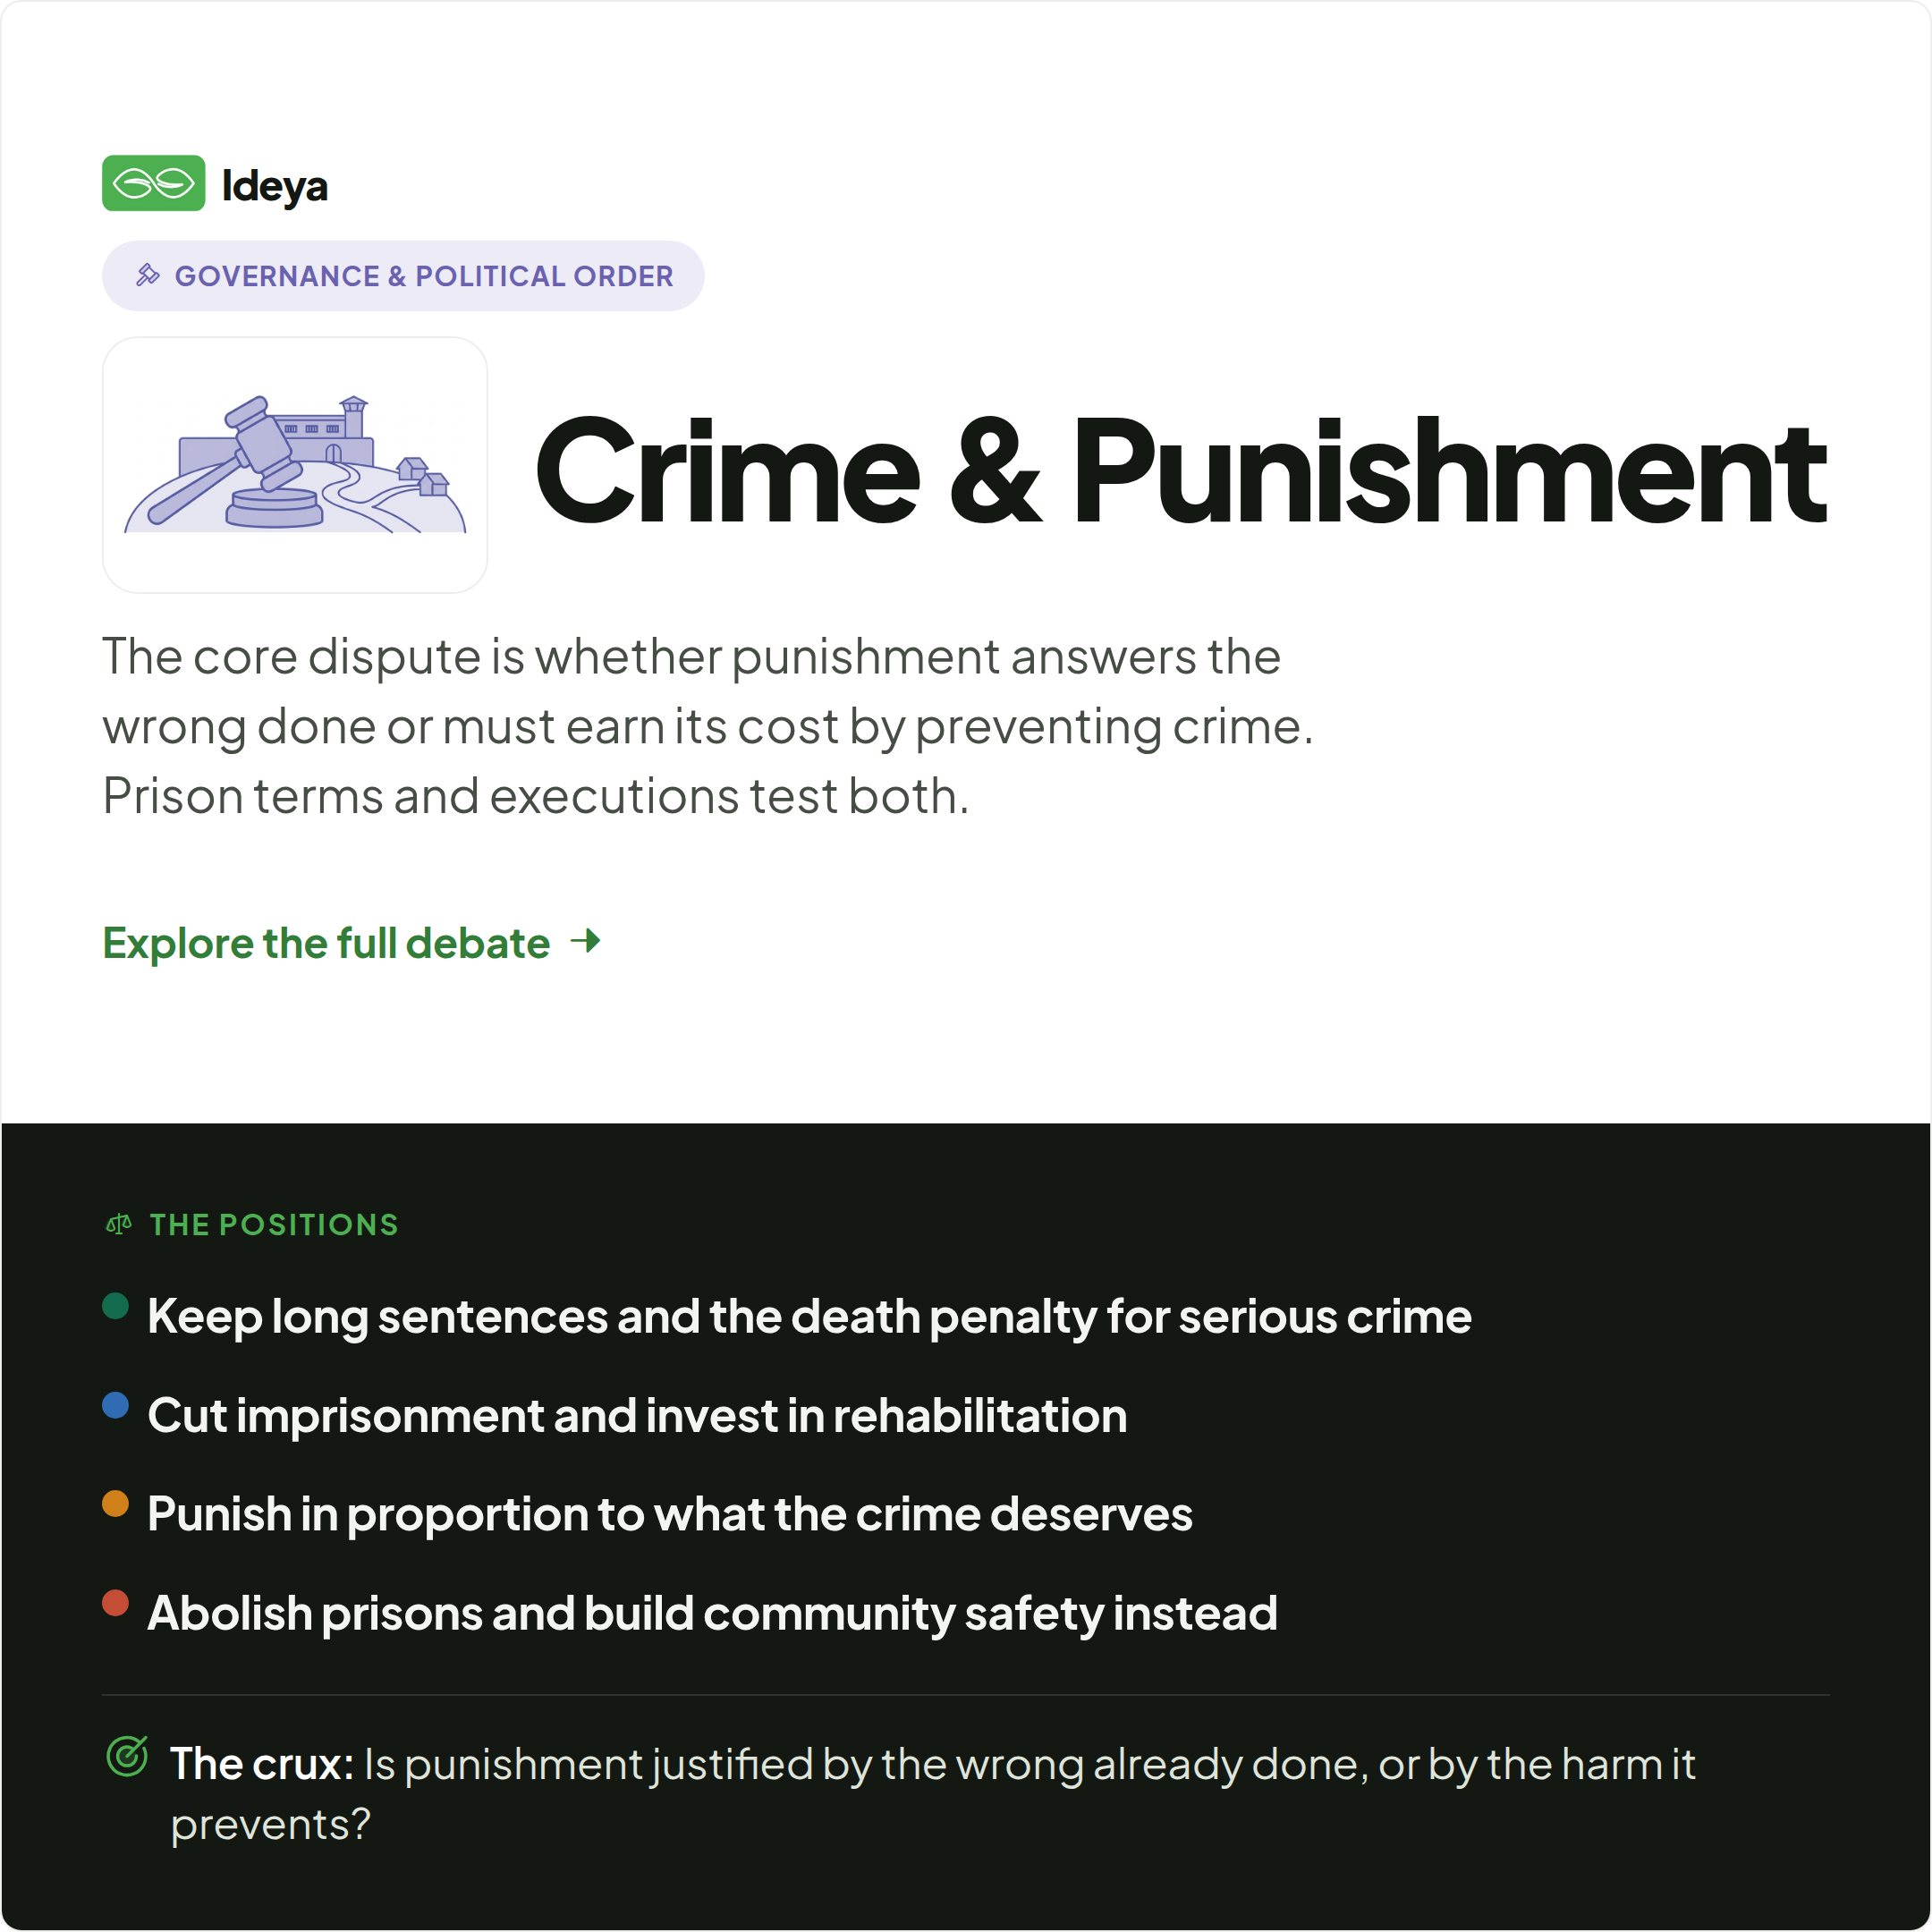 Ideya
GOVERNANCE & POLITICAL ORDER
Crime & Punishment
The core dispute is whether punishment answers the
wrong done or must earn its cost by preventing crime.
Prison terms and executions test both.
Explore the full debate
THE POSITIONS
Keep long sentences and the death penalty for serious crime
Cut imprisonment and invest in rehabilitation
Punish in proportion to what the crime deserves
Abolish prisons and build community safety instead
The crux: Is punishment justified by the wrong already done, or by the harm it
prevents?